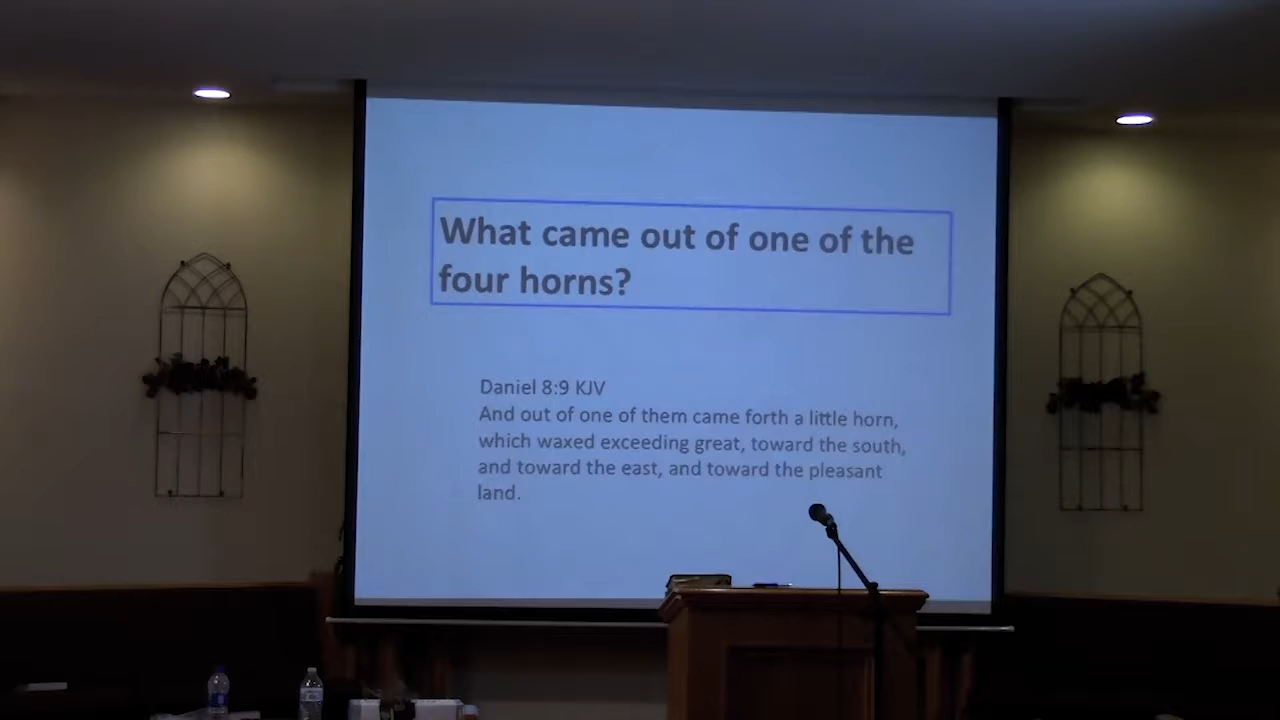 What came out of one of the
four horns?
Daniel 8:9 KJV
And out of one of them came forth a little horn,
which waxed exceeding great, toward the south,
and toward the east, and toward the pleasant
land.